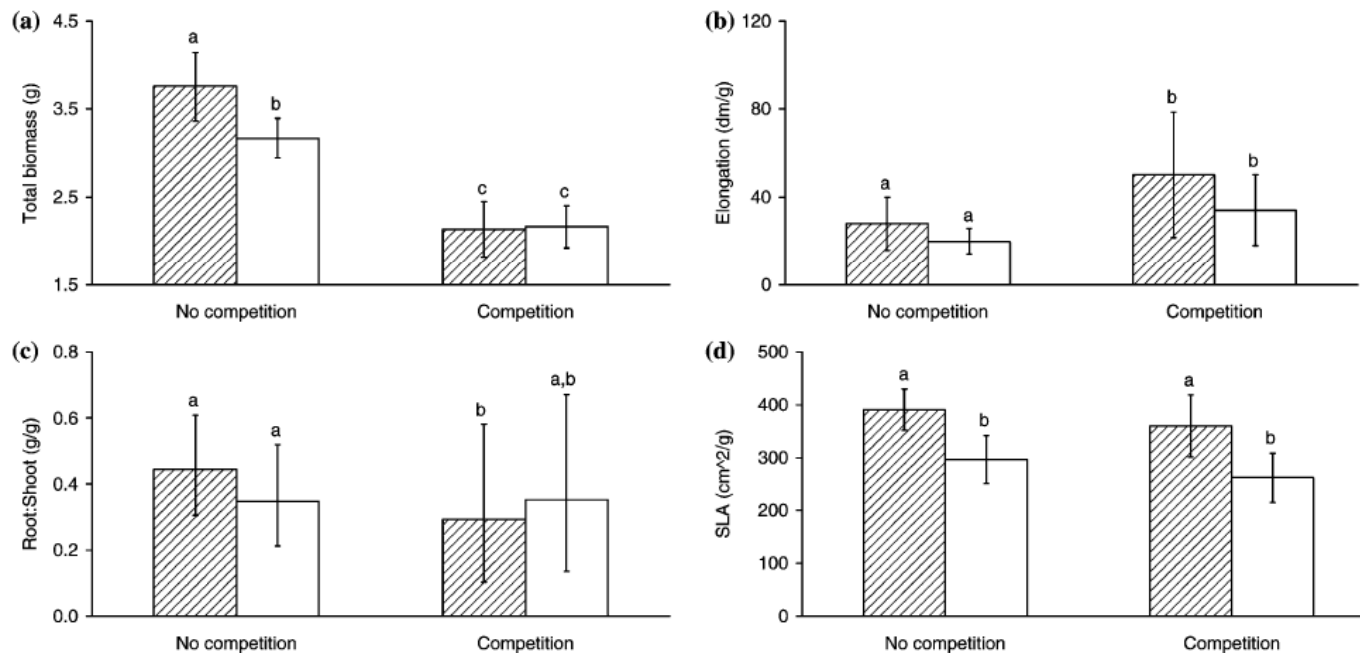 (a)
Total biomass (g)
4.5
3.5
2.5
1.5
a
b
c
c
No competition
Competition
(b)
Elongation (dm/g)
120
80
40
0
a
a
b
b
No competition
Competition
(c)
Root:Shoot (g/g)
0.8
0.6
0.4
0.2
0.0
a
a
b
a,b
No competition
Competition
(d)
SLA (cm^2/g)
500
400
300
200
100
0
a
b
a
b
No competition
Competition